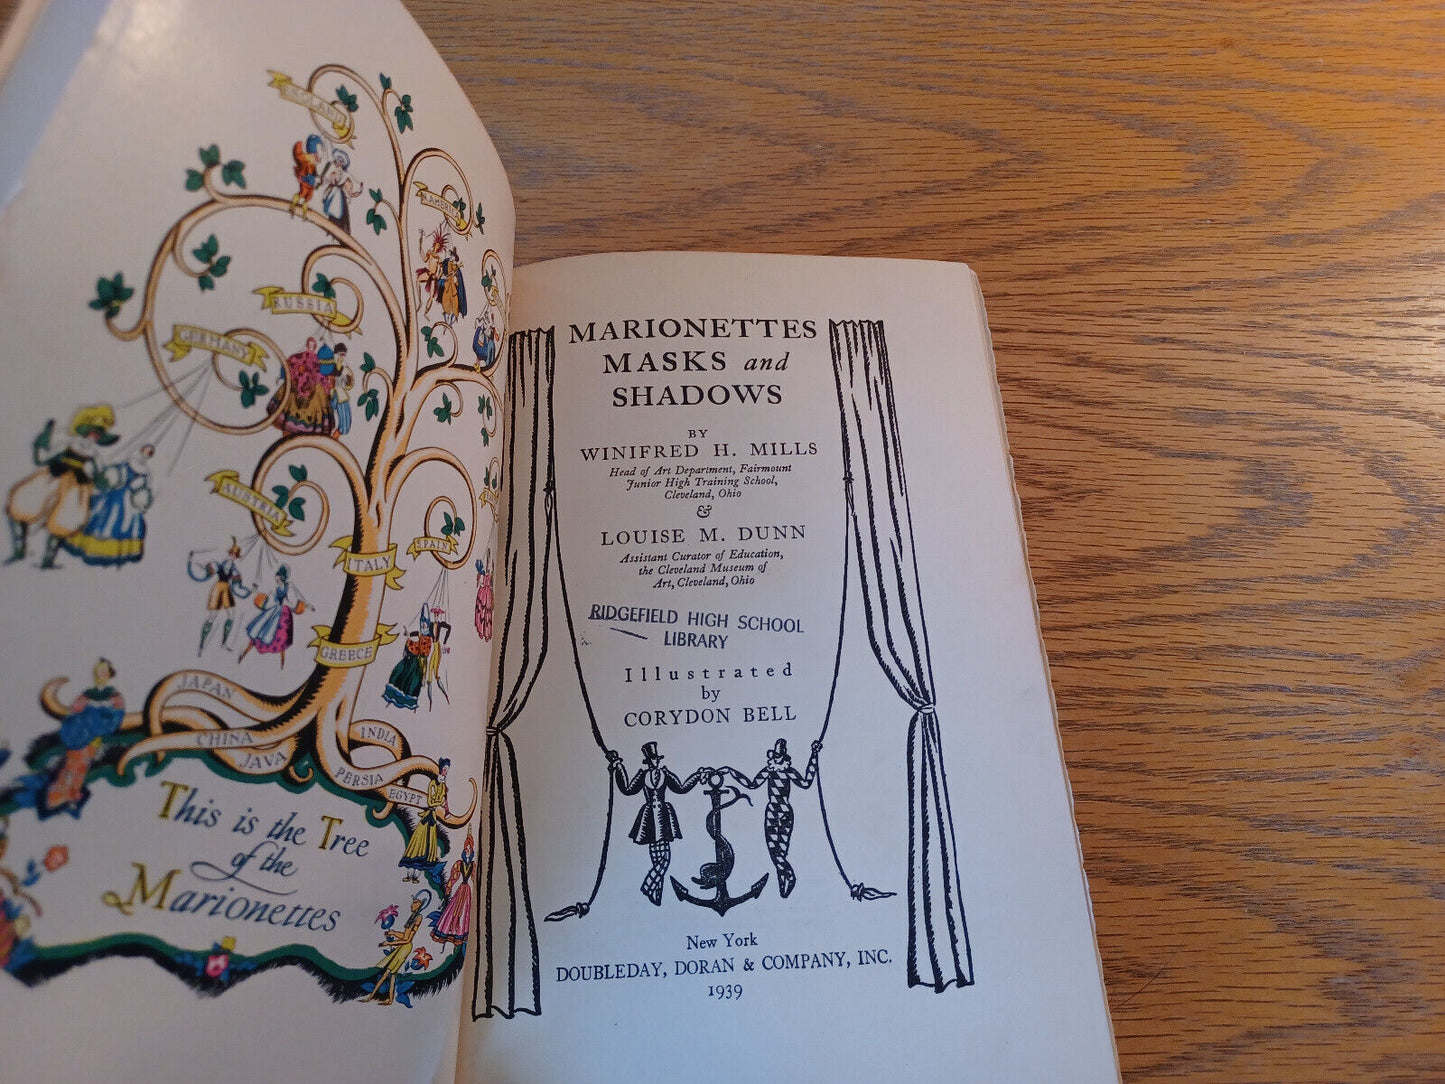 ENGLAND
N. AMERICA
RUSSIA
GERMANY
AUSTRIA
ITALY
SPAIN
GREECE
JAPAN
CHINA
JAVA
INDIA
PERSIA
EGYPT
This is the Tree
of the
Marionettes
MARIONETTES
MASKS and
SHADOWS
BY
WINIFRED H. MILLS
Head of Art Department, Fairmount
Junior High Training School,
Cleveland, Ohio
&
LOUISE M. DUNN
Assistant Curator of Education,
the Cleveland Museum of
Art, Cleveland, Ohio
RIDGEFIELD HIGH SCHOOL
LIBRARY
Illustrated
by
CORYDON BELL
New York
DOUBLEDAY, DORAN & COMPANY, INC.
1939